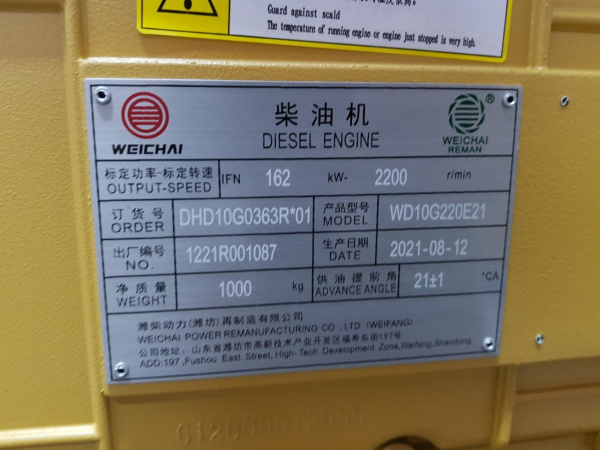 Guard against scald
The temperature of running engine or engine just stopped is very high.
柴油机
DIESEL ENGINE
WEICHAI
WEICHAI
REMAN
®
标定功率-标定转速
OUTPUT-SPEED
IFN 162 kW- 2200 r/min
订货号
ORDER
DHD10G0363R*01
产品型号
MODEL
WD10G220E21
出厂编号
NO.
1221R001087
生产日期
DATE
2021-08-12
净质量
WEIGHT
1000 kg
供油提前角
ADVANCE ANGLE
21±1 °CA
潍柴动力(潍坊)再制造有限公司
WEICHAI POWER REMANUFACTURING CO., LTD (WEIFANG)
公司地址: 山东省潍坊市高新技术产业开发区福寿东街197号
ADD:197,Fushou East Street, High-Tech Development Zone,Weifang,Shandong